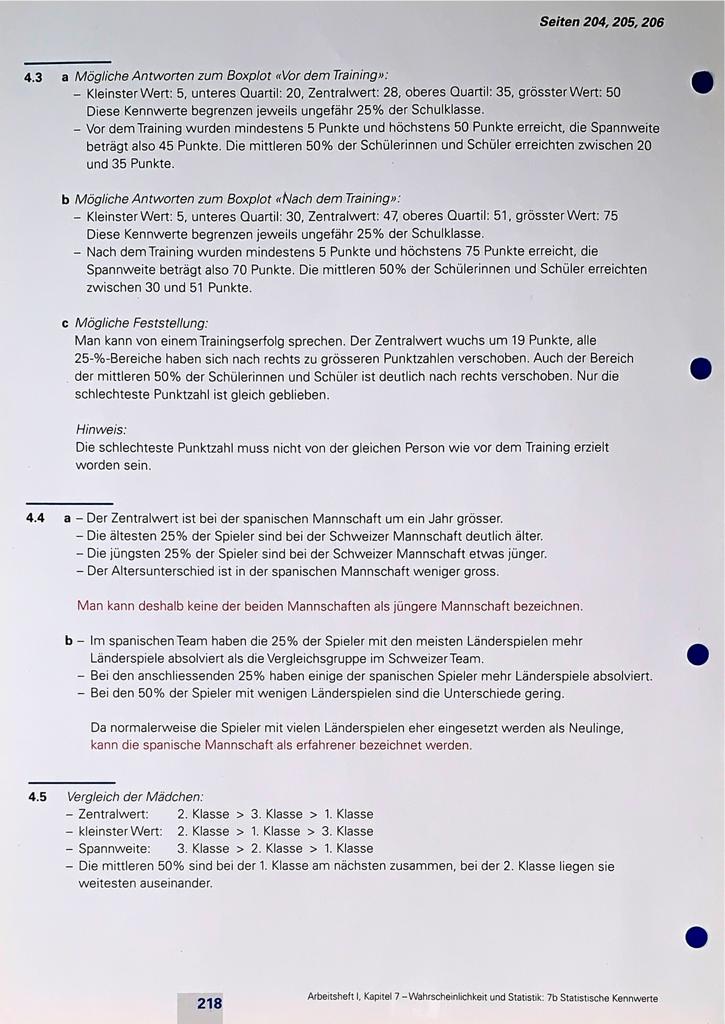 Seiten 204, 205, 206
4.3 a Mögliche Antworten zum Boxplot «Vor dem Training»:
– Kleinster Wert: 5, unteres Quartil: 20, Zentralwert: 28, oberes Quartil: 35, grösster Wert: 50
Diese Kennwerte begrenzen jeweils ungefähr 25% der Schulklasse.
– Vor dem Training wurden mindestens 5 Punkte und höchstens 50 Punkte erreicht, die Spannweite
beträgt also 45 Punkte. Die mittleren 50% der Schülerinnen und Schüler erreichten zwischen 20
und 35 Punkte.
b Mögliche Antworten zum Boxplot «Nach dem Training»:
– Kleinster Wert: 5, unteres Quartil: 30, Zentralwert: 47, oberes Quartil: 51, grösster Wert: 75
Diese Kennwerte begrenzen jeweils ungefähr 25% der Schulklasse.
– Nach dem Training wurden mindestens 5 Punkte und höchstens 75 Punkte erreicht, die
Spannweite beträgt also 70 Punkte. Die mittleren 50% der Schülerinnen und Schüler erreichten
zwischen 30 und 51 Punkte.
c Mögliche Feststellung:
Man kann von einem Trainingserfolg sprechen. Der Zentralwert wuchs um 19 Punkte, alle
25-%-Bereiche haben sich nach rechts zu grösseren Punktzahlen verschoben. Auch der Bereich
der mittleren 50% der Schülerinnen und Schüler ist deutlich nach rechts verschoben. Nur die
schlechteste Punktzahl ist gleich geblieben.
Hinweis:
Die schlechteste Punktzahl muss nicht von der gleichen Person wie vor dem Training erzielt
worden sein.
4.4 a – Der Zentralwert ist bei der spanischen Mannschaft um ein Jahr grösser.
– Die ältesten 25% der Spieler sind bei der Schweizer Mannschaft deutlich älter.
– Die jüngsten 25% der Spieler sind bei der Schweizer Mannschaft etwas jünger.
– Der Altersunterschied ist in der spanischen Mannschaft weniger gross.
Man kann deshalb keine der beiden Mannschaften als jüngere Mannschaft bezeichnen.
b – Im spanischen Team haben die 25% der Spieler mit den meisten Länderspielen mehr
Länderspiele absolviert als die Vergleichsgruppe im Schweizer Team.
– Bei den anschliessenden 25% haben einige der spanischen Spieler mehr Länderspiele absolviert.
– Bei den 50% der Spieler mit wenigen Länderspielen sind die Unterschiede gering.
Da normalerweise die Spieler mit vielen Länderspielen eher eingesetzt werden als Neulinge,
kann die spanische Mannschaft als erfahrener bezeichnet werden.
4.5 Vergleich der Mädchen:
– Zentralwert: 2. Klasse > 3. Klasse > 1. Klasse
– kleinster Wert: 2. Klasse > 1. Klasse > 3. Klasse
– Spannweite: 3. Klasse > 2. Klasse > 1. Klasse
– Die mittleren 50% sind bei der 1. Klasse am nächsten zusammen, bei der 2. Klasse liegen sie
weitesten auseinander.
218 Arbeitsheft I, Kapitel 7 – Wahrscheinlichkeit und Statistik: 7b Statistische Kennwerte